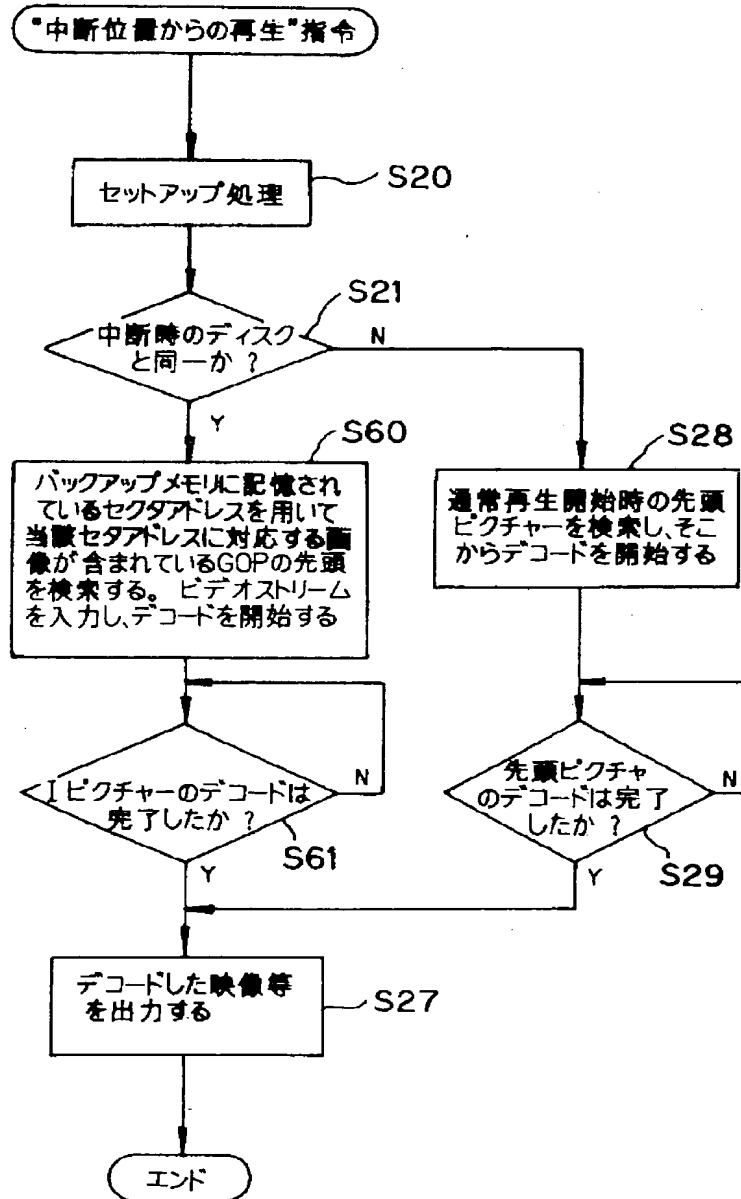 "中断位置からの再生"指令
セットアップ処理
S20
中断時のディスク
と同一か ?
S21
N
Y
S60
バックアップメモリに記憶され
ているセクタアドレスを用いて
当該セタアドレスに対応する画
像が含まれているGOPの先頭
を検索する。 ビデオストリーム
を入力し、デコードを開始する
S28
通常再生開始時の先頭
ピクチャーを検索し、そこ
からデコードを開始する
Iピクチャーのデコードは
完了したか ?
N
S61
Y
先頭ピクチャ
のデコードは完了
したか ?
N
S29
Y
デコードした映像等
を出力する
S27
エンド